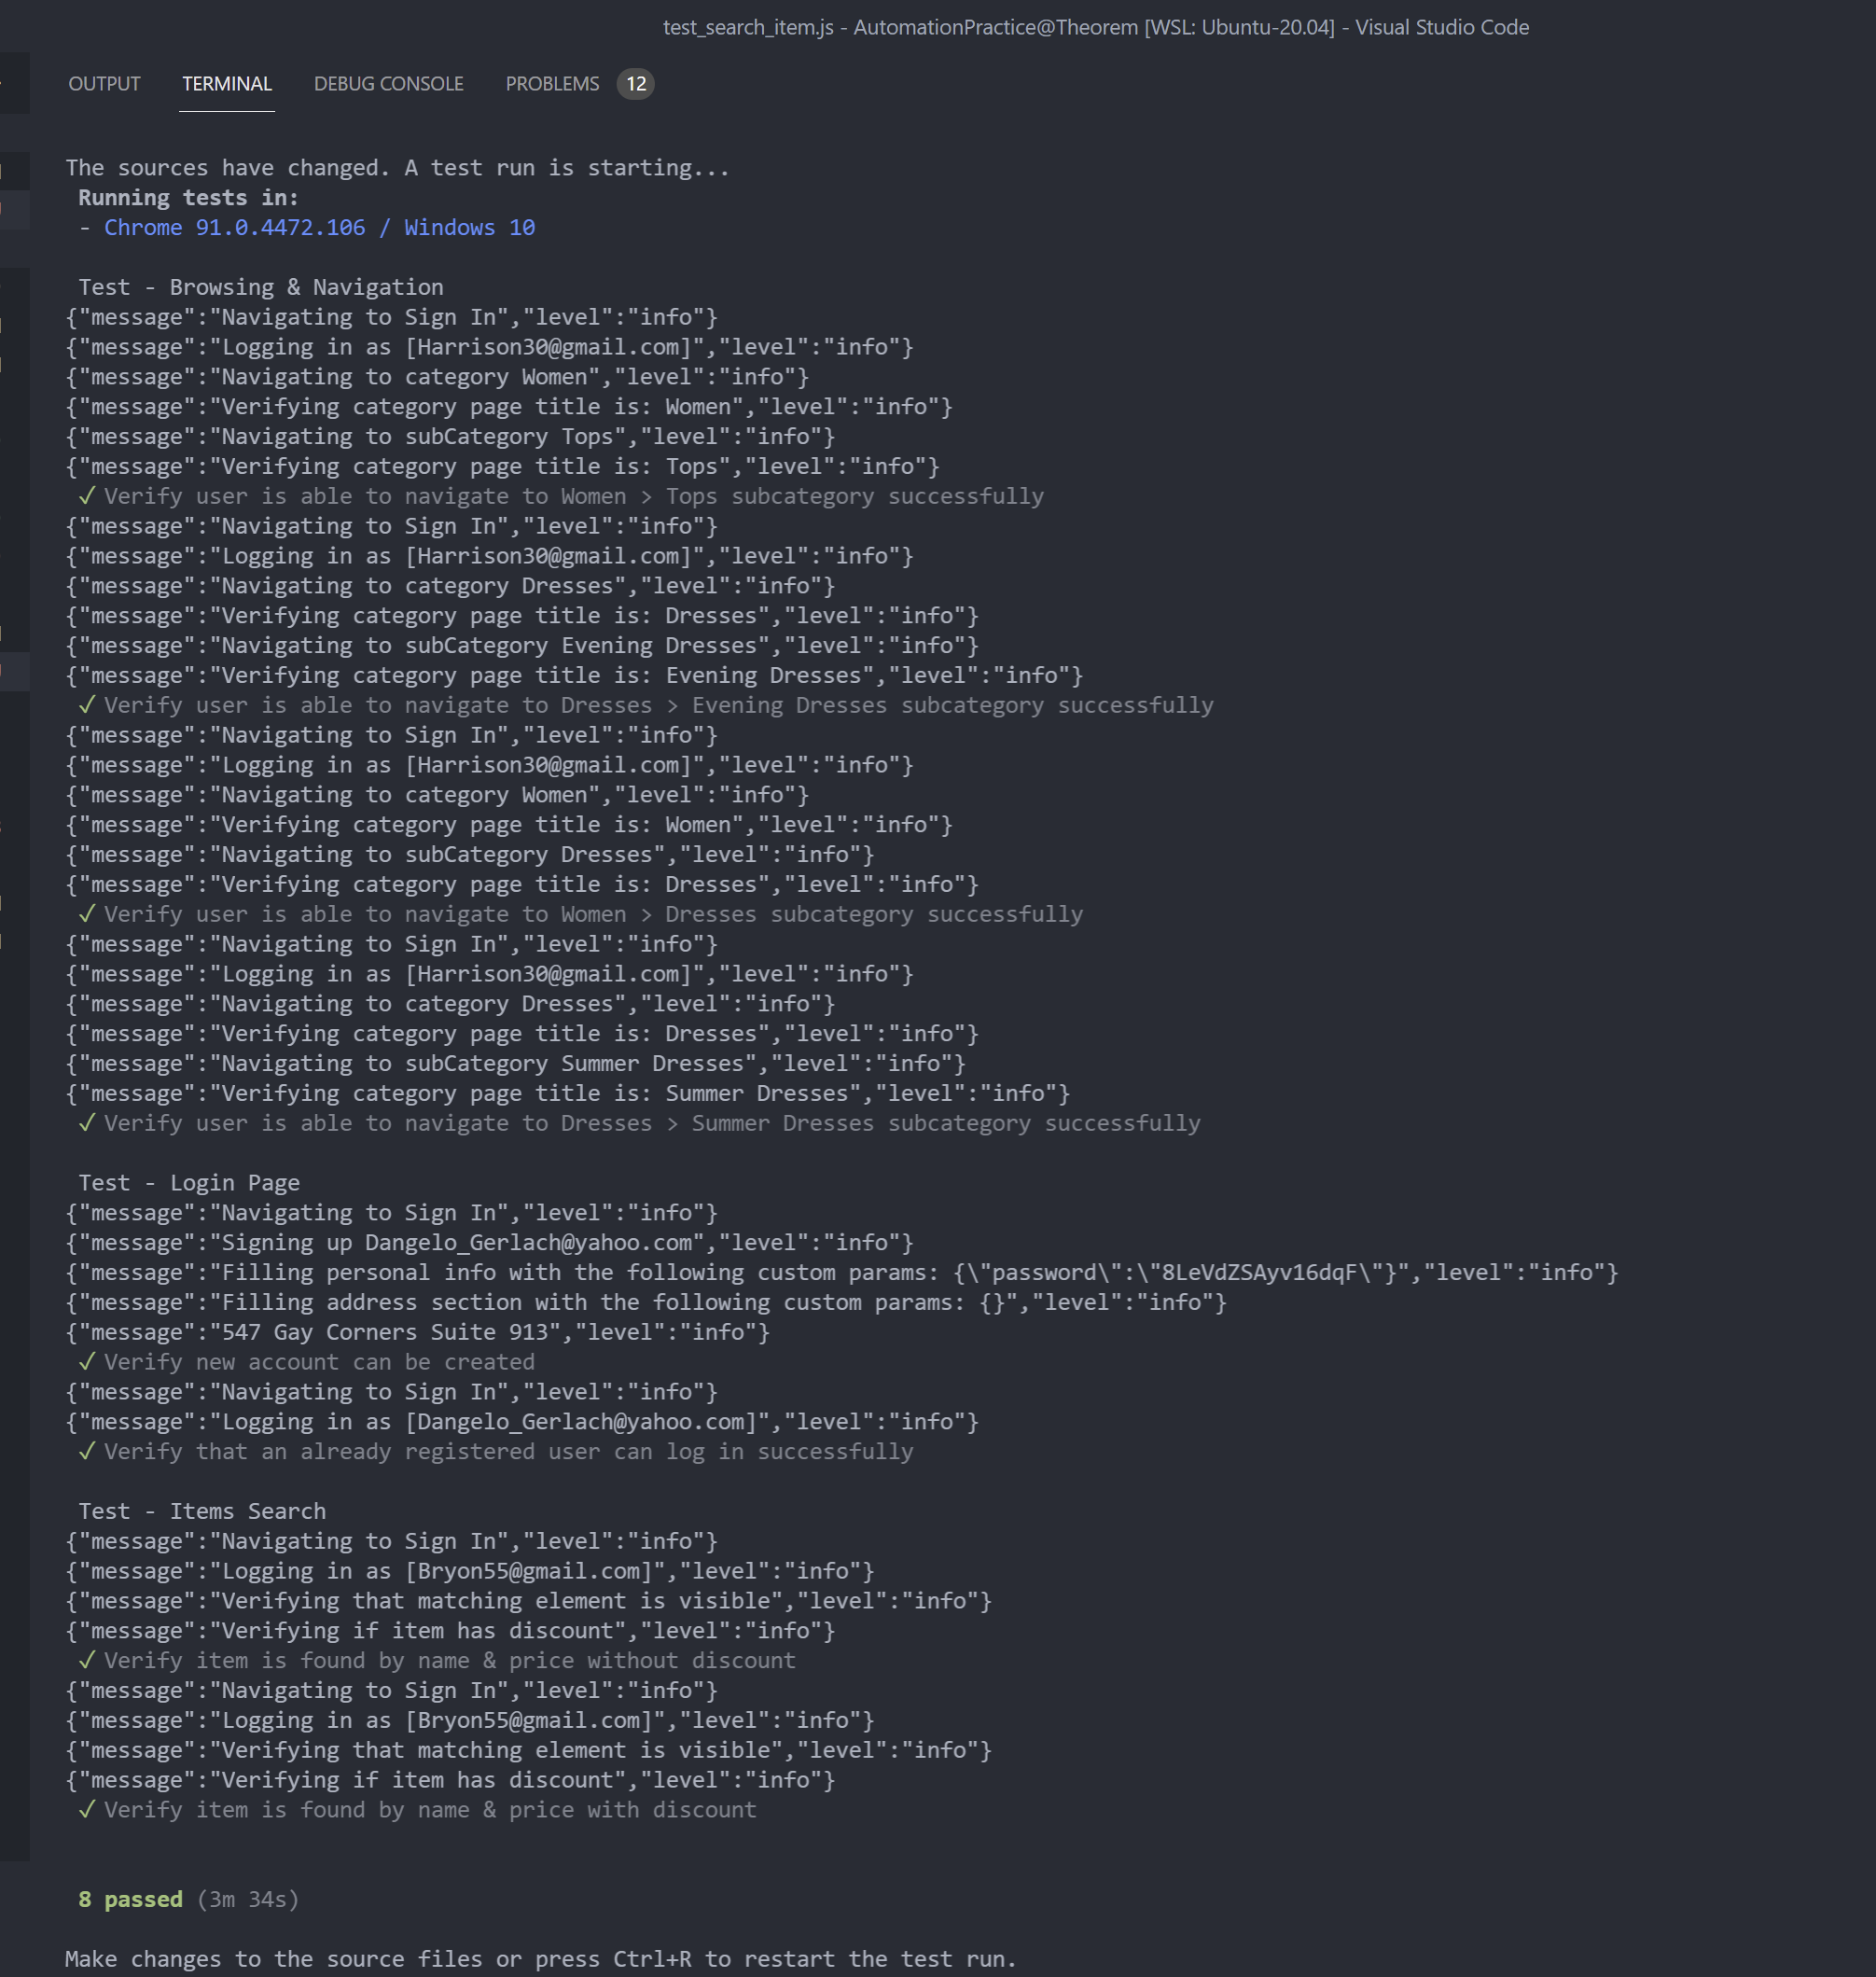 test_search_item.js - AutomationPractice@Theorem [WSL: Ubuntu-20.04] - Visual Studio Code
OUTPUT TERMINAL DEBUG CONSOLE PROBLEMS 12
The sources have changed. A test run is starting...
Running tests in:
- Chrome 91.0.4472.106 / Windows 10
Test - Browsing & Navigation
{"message":"Navigating to Sign In","level":"info"}
{"message":"Logging in as [Harrison30@gmail.com]","level":"info"}
{"message":"Navigating to category Women","level":"info"}
{"message":"Verifying category page title is: Women","level":"info"}
{"message":"Navigating to subCategory Tops","level":"info"}
{"message":"Verifying category page title is: Tops","level":"info"}
✓ Verify user is able to navigate to Women > Tops subcategory successfully
{"message":"Navigating to Sign In","level":"info"}
{"message":"Logging in as [Harrison30@gmail.com]","level":"info"}
{"message":"Navigating to category Dresses","level":"info"}
{"message":"Verifying category page title is: Dresses","level":"info"}
{"message":"Navigating to subCategory Evening Dresses","level":"info"}
{"message":"Verifying category page title is: Evening Dresses","level":"info"}
✓ Verify user is able to navigate to Dresses > Evening Dresses subcategory successfully
{"message":"Navigating to Sign In","level":"info"}
{"message":"Logging in as [Harrison30@gmail.com]","level":"info"}
{"message":"Navigating to category Women","level":"info"}
{"message":"Verifying category page title is: Women","level":"info"}
{"message":"Navigating to subCategory Dresses","level":"info"}
{"message":"Verifying category page title is: Dresses","level":"info"}
✓ Verify user is able to navigate to Women > Dresses subcategory successfully
{"message":"Navigating to Sign In","level":"info"}
{"message":"Logging in as [Harrison30@gmail.com]","level":"info"}
{"message":"Navigating to category Dresses","level":"info"}
{"message":"Verifying category page title is: Dresses","level":"info"}
{"message":"Navigating to subCategory Summer Dresses","level":"info"}
{"message":"Verifying category page title is: Summer Dresses","level":"info"}
✓ Verify user is able to navigate to Dresses > Summer Dresses subcategory successfully
Test - Login Page
{"message":"Navigating to Sign In","level":"info"}
{"message":"Signing up Dangelo_Gerlach@yahoo.com","level":"info"}
{"message":"Filling personal info with the following custom params: {\"password\":\"8LeVdZSAyv16dqF\"}","level":"info"}
{"message":"Filling address section with the following custom params: {}","level":"info"}
{"message":"547 Gay Corners Suite 913","level":"info"}
✓ Verify new account can be created
{"message":"Navigating to Sign In","level":"info"}
{"message":"Logging in as [Dangelo_Gerlach@yahoo.com]","level":"info"}
✓ Verify that an already registered user can log in successfully
Test - Items Search
{"message":"Navigating to Sign In","level":"info"}
{"message":"Logging in as [Bryon55@gmail.com]","level":"info"}
{"message":"Verifying that matching element is visible","level":"info"}
{"message":"Verifying if item has discount","level":"info"}
✓ Verify item is found by name & price without discount
{"message":"Navigating to Sign In","level":"info"}
{"message":"Logging in as [Bryon55@gmail.com]","level":"info"}
{"message":"Verifying that matching element is visible","level":"info"}
{"message":"Verifying if item has discount","level":"info"}
✓ Verify item is found by name & price with discount
8 passed (3m 34s)
Make changes to the source files or press Ctrl+R to restart the test run.